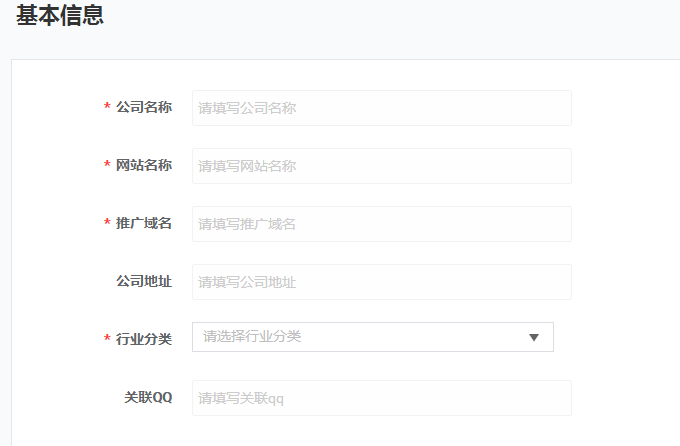 基本信息
* 公司名称 请填写公司名称
* 网站名称 请填写网站名称
* 推广域名 请填写推广域名
公司地址 请填写公司地址
* 行业分类 请选择行业分类
关联QQ 请填写关联qq